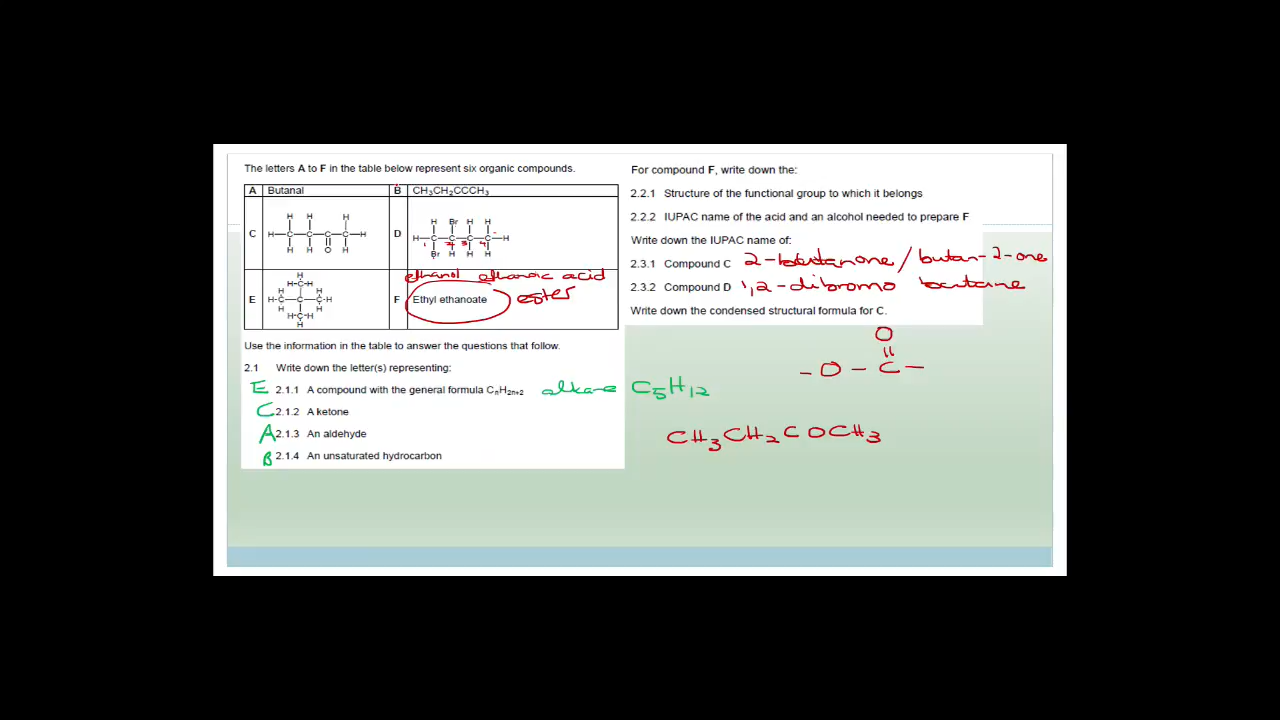 The letters A to F in the table below represent six organic compounds.
A Butanal B CH₃CH₂CCCH₃
C
H H H
H—C—C—C—C—H
H H O H
D
H Br H H
H—C—C—C—C—H
1 2 3 4
Br H H H
E
H
H-C-H
H H
H-C—C—C-H
H H
H-C-H
H
ethanol ethanoic acid
F Ethyl ethanoate ester
Use the information in the table to answer the questions that follow.
2.1 Write down the letter(s) representing:
E 2.1.1 A compound with the general formula CₙH₂ₙ₊₂ alkane C₅H₁₂
C 2.1.2 A ketone
A 2.1.3 An aldehyde
B 2.1.4 An unsaturated hydrocarbon
For compound F, write down the:
2.2.1 Structure of the functional group to which it belongs
2.2.2 IUPAC name of the acid and an alcohol needed to prepare F
Write down the IUPAC name of:
2.3.1 Compound C 2-butanone / butan-2-one
2.3.2 Compound D 1,2-dibromo butane
Write down the condensed structural formula for C.
O
||
– O – C –
CH₃CH₂COCH₃